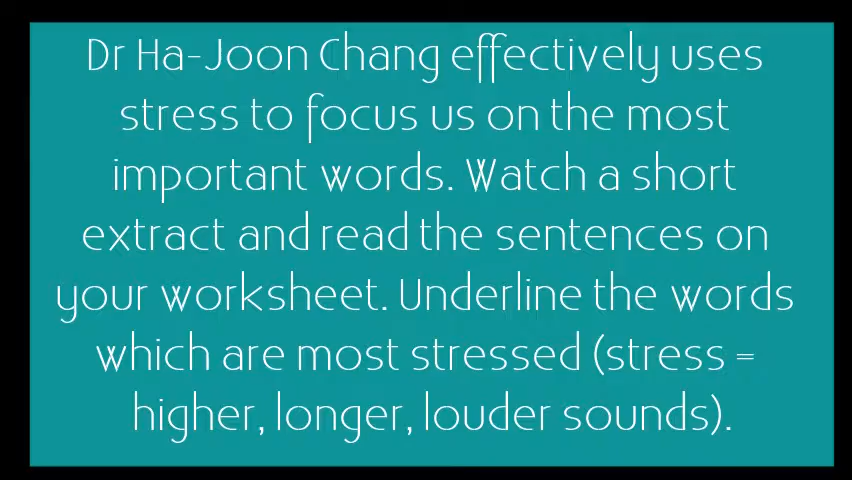 Dr Ha-Joon Chang effectively uses
stress to focus us on the most
important words. Watch a short
extract and read the sentences on
your worksheet. Underline the words
which are most stressed (stress =
higher, longer, louder sounds).